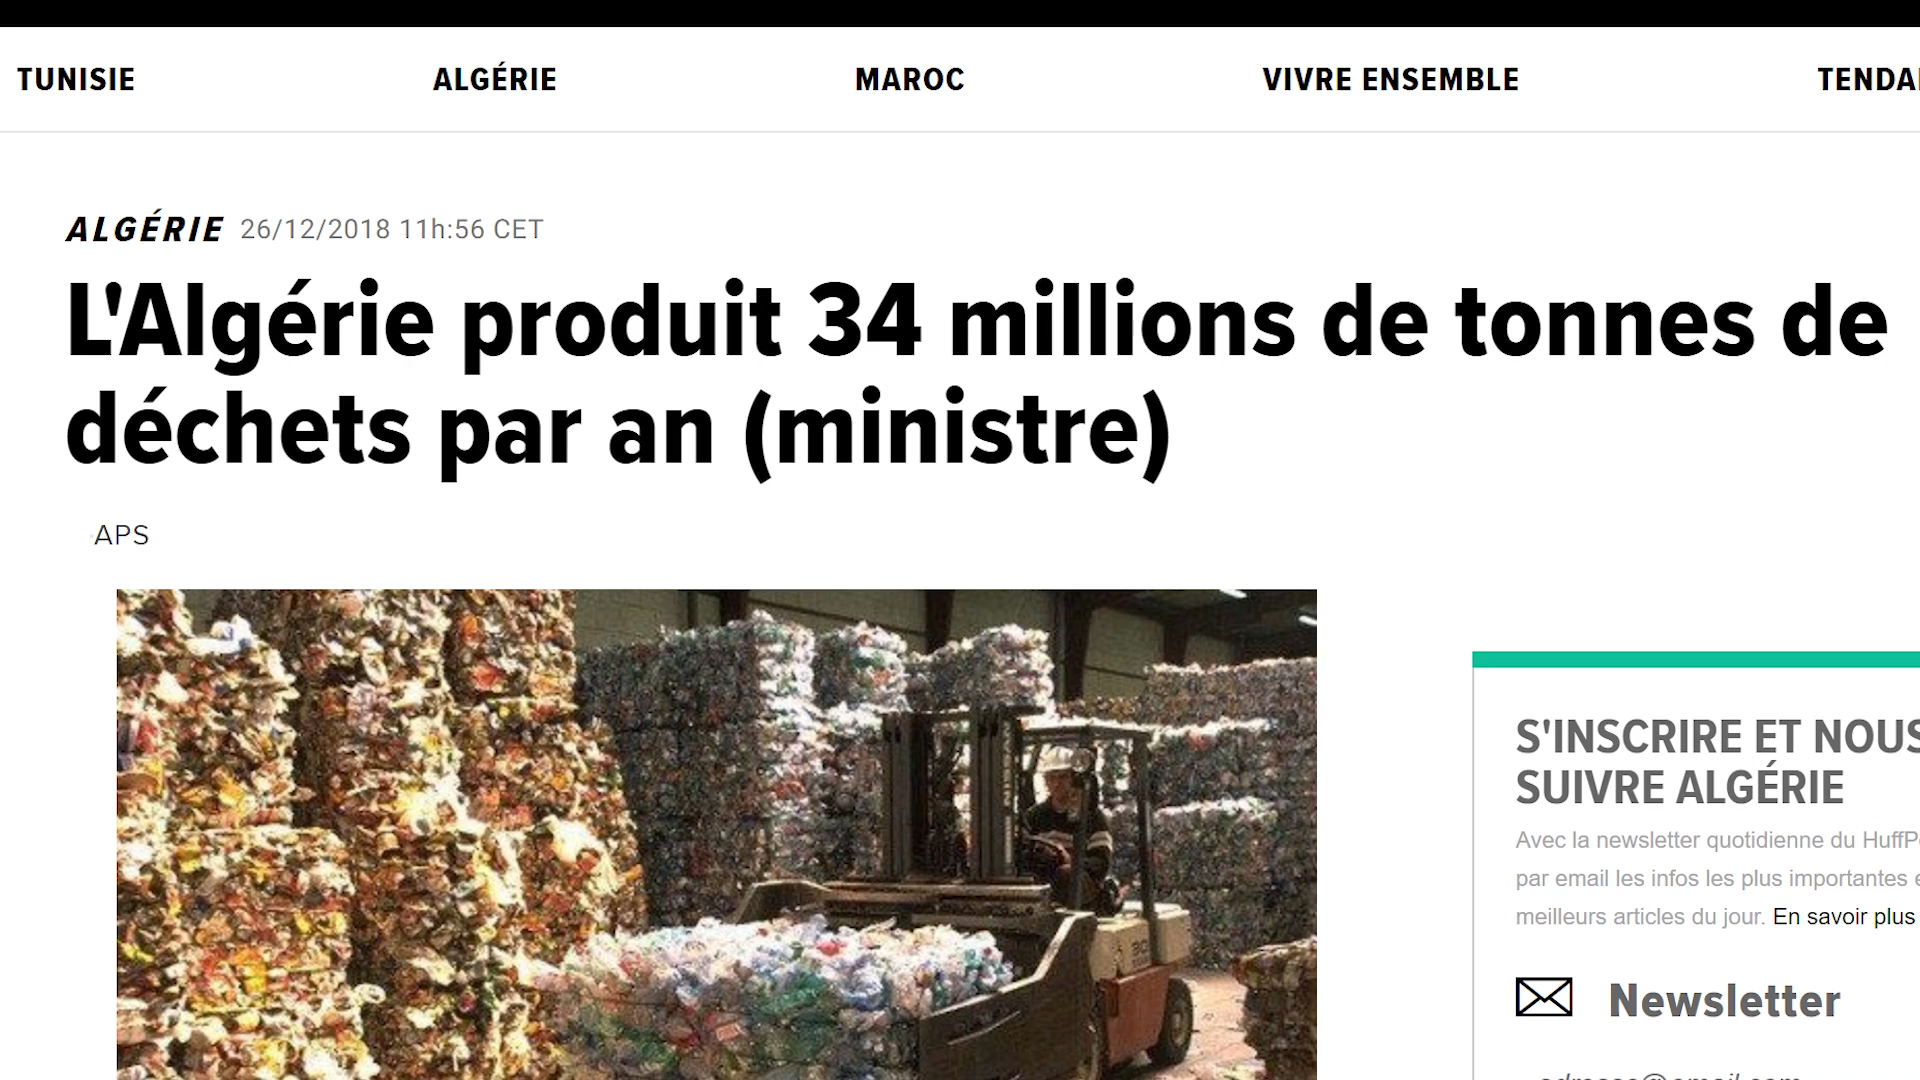 TUNISIE ALGÉRIE MAROC VIVRE ENSEMBLE
ALGÉRIE 26/12/2018 11h:56 CET
L'Algérie produit 34 millions de tonnes de
déchets par an (ministre)
APS
S'INSCRIRE ET NOUS
SUIVRE ALGÉRIE
Avec la newsletter quotidienne du
par email les infos les plus importantes
meilleurs articles du jour. En savoir plus
Newsletter